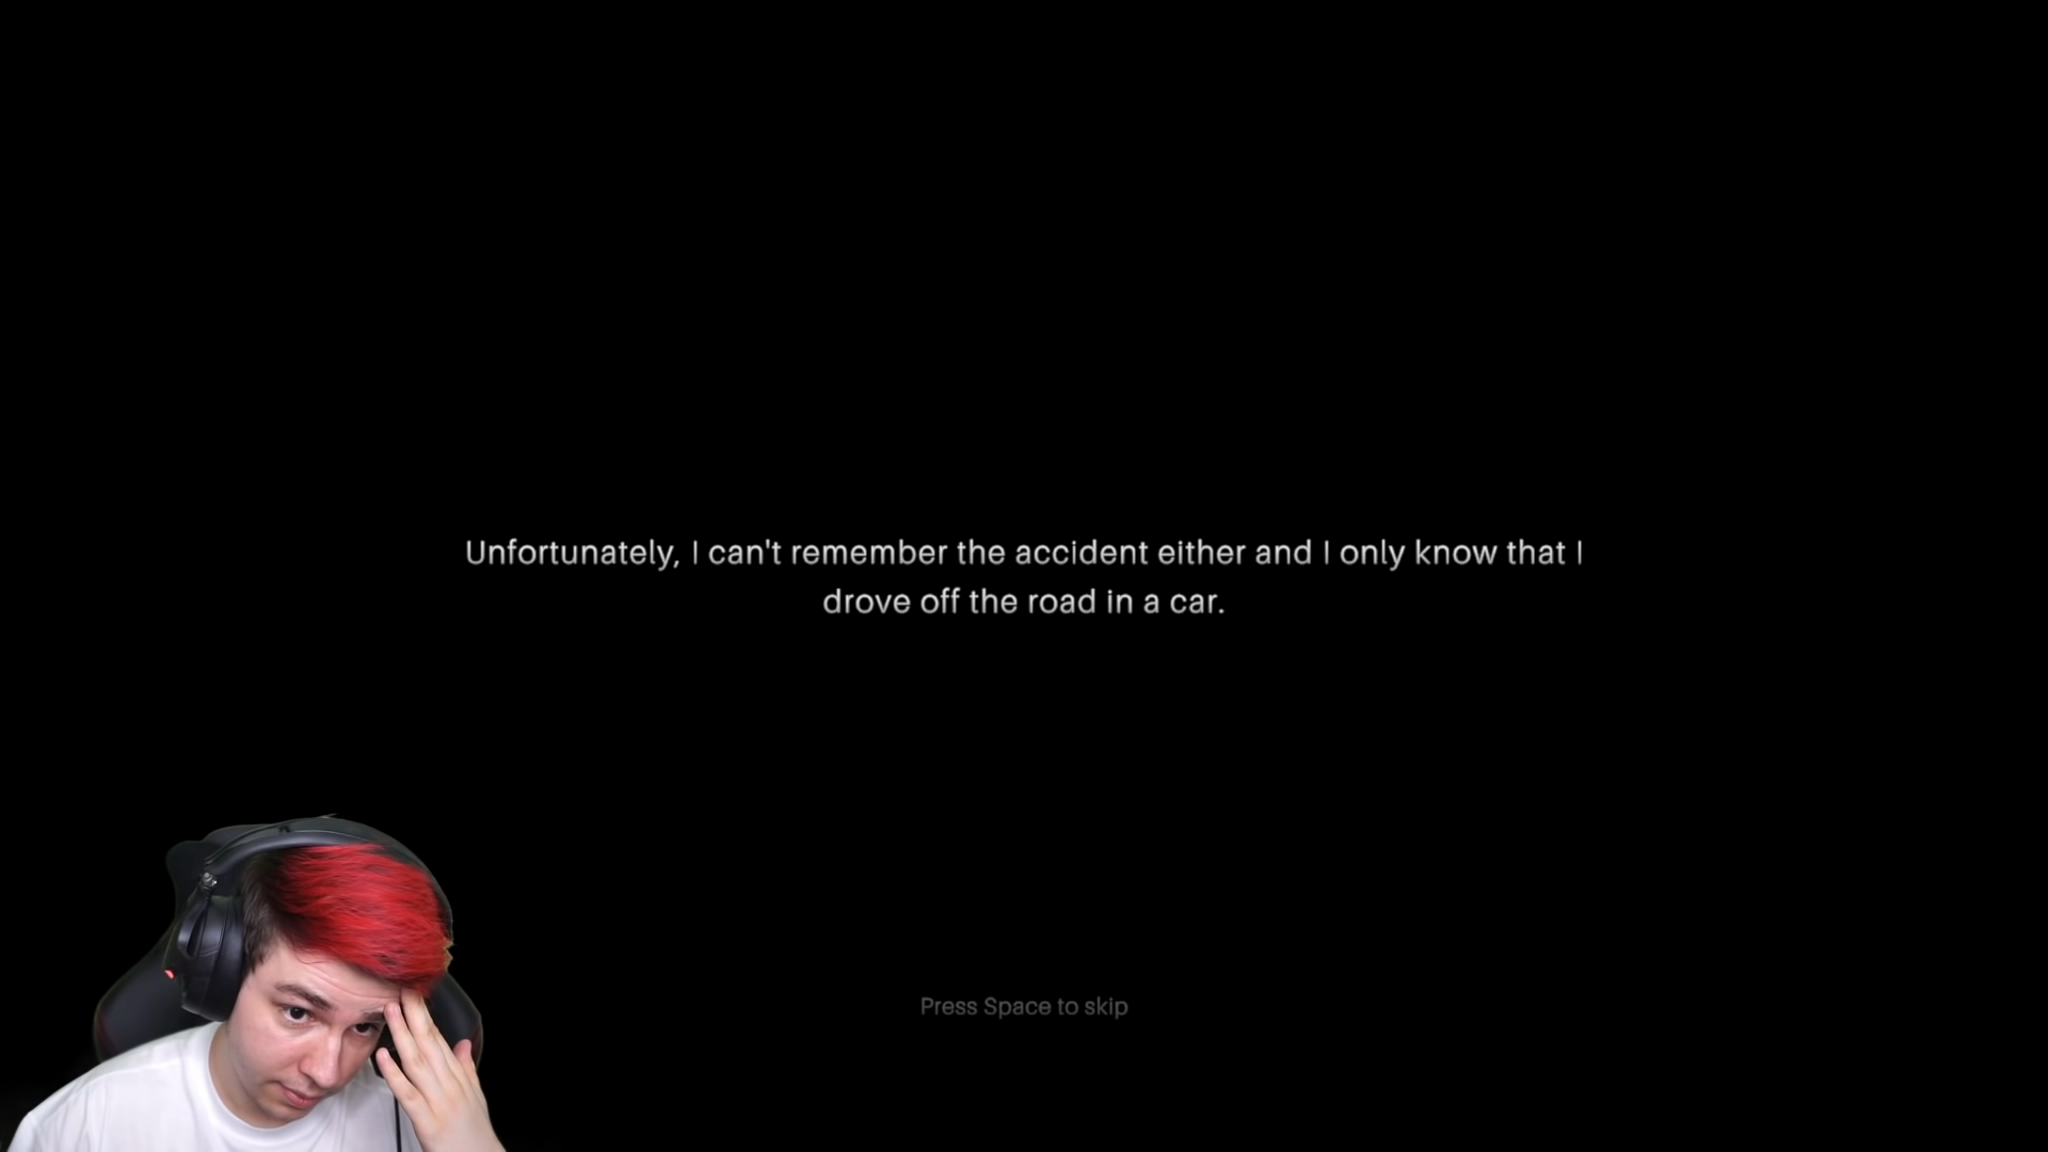 Unfortunately, I can't remember the accident either and I only know that I
drove off the road in a car.
Press Space to skip